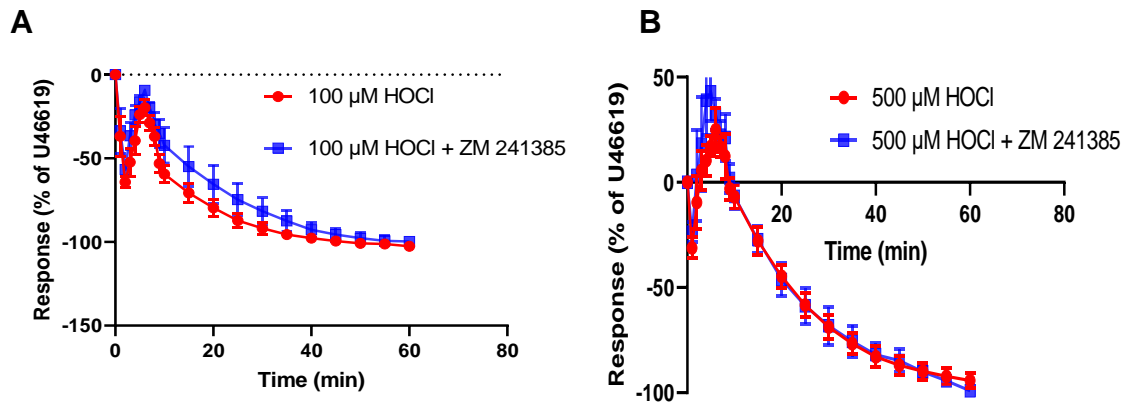 A
Response (% of U46619)
0
-50
-100
-150
0
20
40
60
80
Time (min)
100 µM HOCl
100 µM HOCl + ZM 241385
B
Response (% of U46619)
50
0
-50
-100
20
40
60
80
Time (min)
500 µM HOCl
500 µM HOCl + ZM 241385